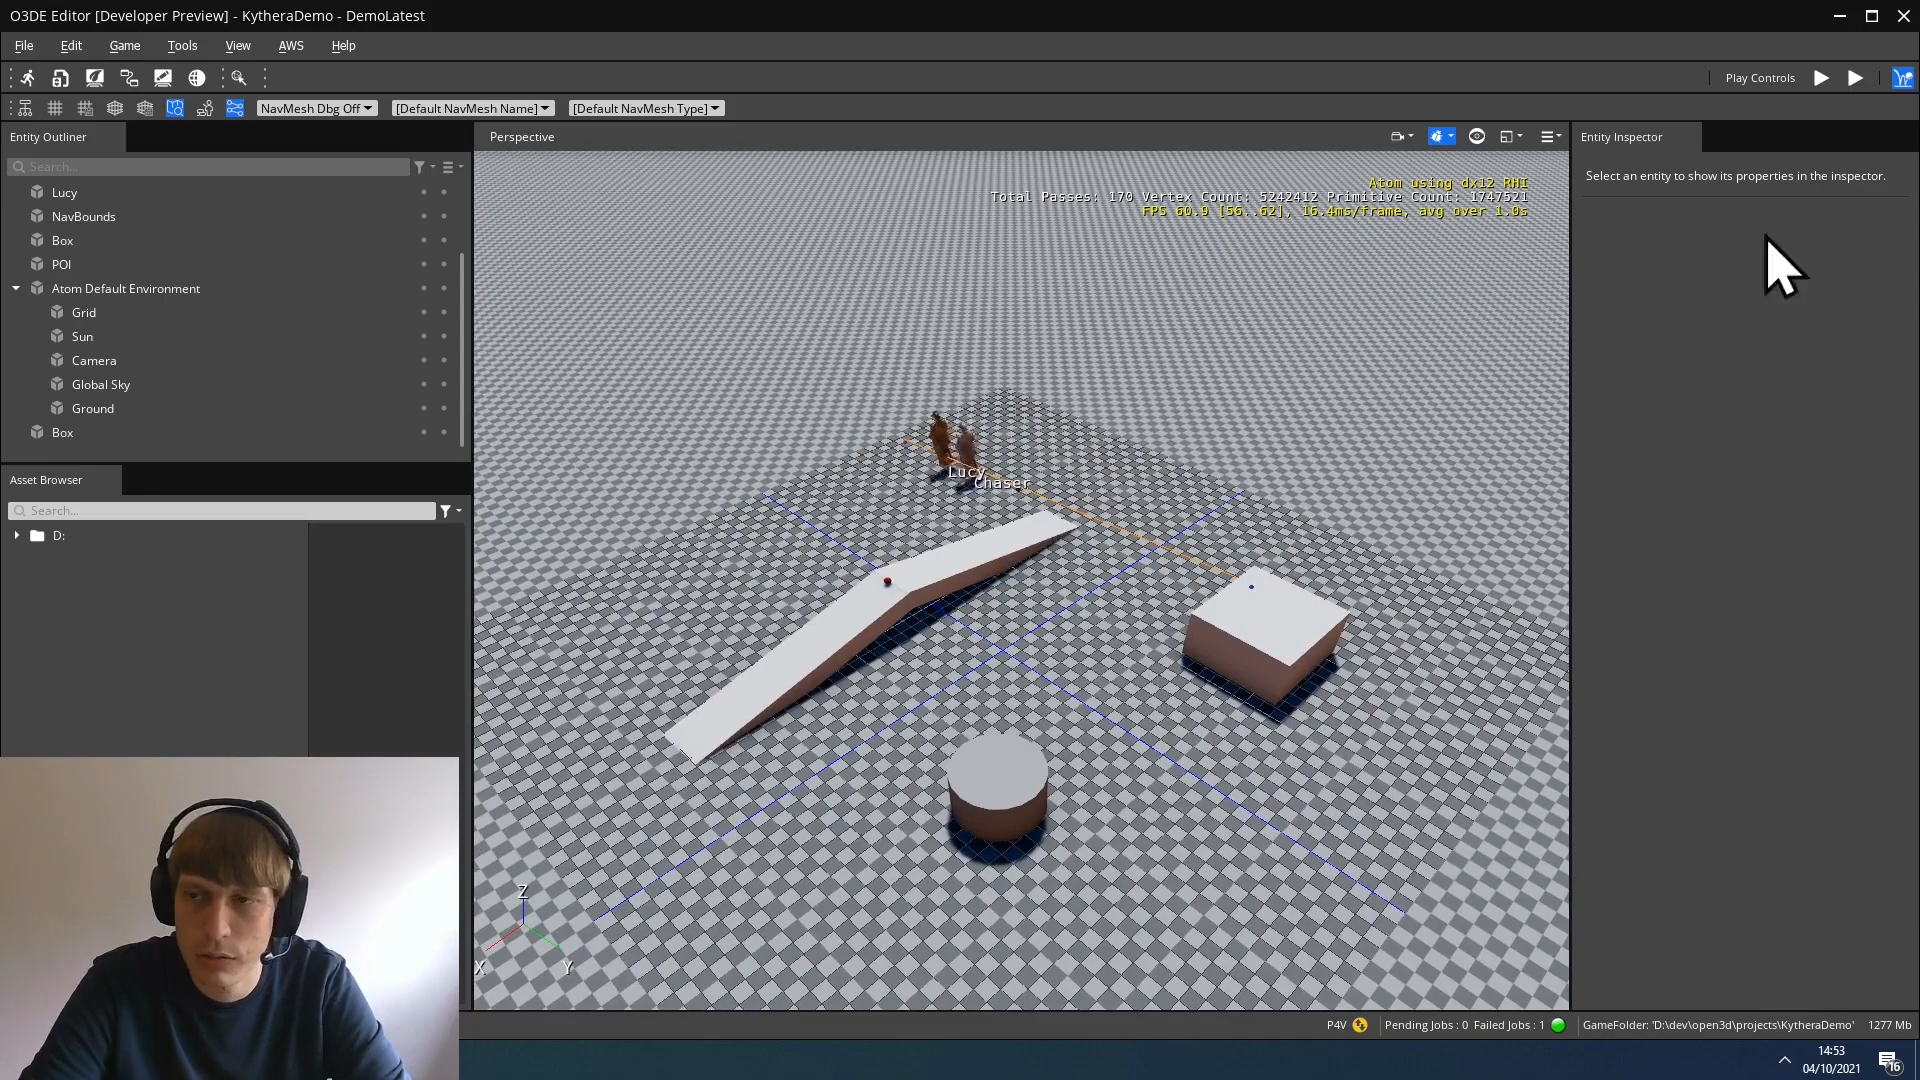 O3DE Editor [Developer Preview] - KytheraDemo - DemoLatest
File Edit Game Tools View AWS Help
Play Controls
NavMesh Dbg Off [Default NavMesh Name] [Default NavMesh Type]
Entity Outliner
Search...
Lucy
NavBounds
Box
POI
Atom Default Environment
Grid
Sun
Camera
Global Sky
Ground
Box
Asset Browser
Search...
D:
Perspective
Atom using dx12 RHI
Total Passes: 170 Vertex Count: 5242412 Primitive Count: 1747521
FPS 60.9 [56..62], 16.4ms/frame, avg over 1.0s
Lucy
Chaser
Z
X
Y
Entity Inspector
Select an entity to show its properties in the inspector.
P4V Pending Jobs : 0 Failed Jobs : 1 GameFolder: 'D:\dev\open3d\projects\KytheraDemo' 1277 Mb
14:53
04/10/2021
16